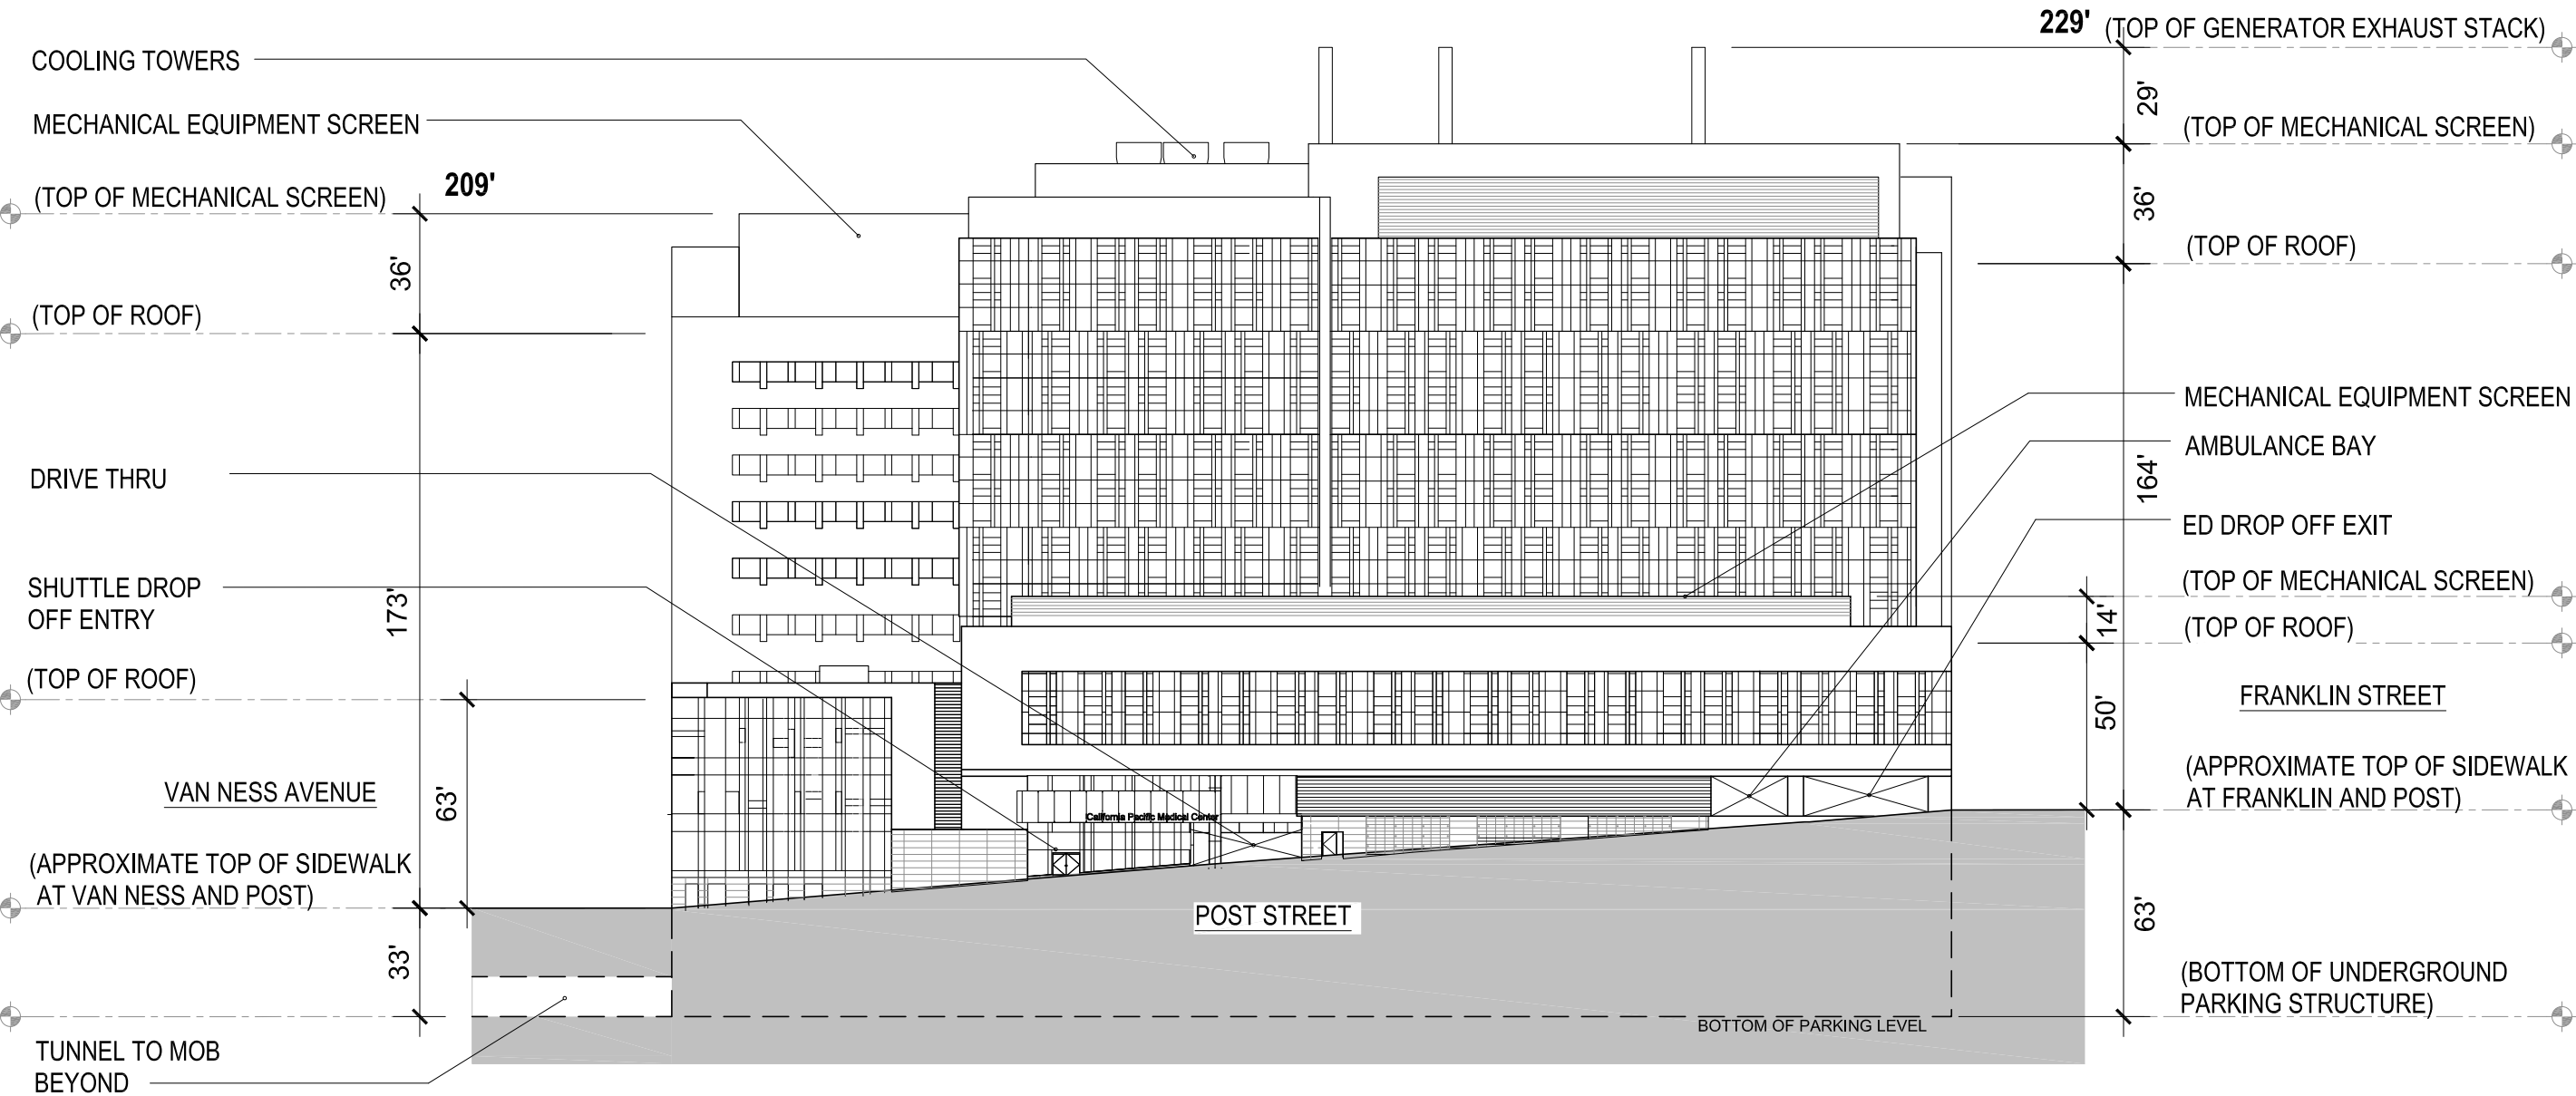 229' (TOP OF GENERATOR EXHAUST STACK)
COOLING TOWERS
29'
MECHANICAL EQUIPMENT SCREEN
(TOP OF MECHANICAL SCREEN)
209'
(TOP OF MECHANICAL SCREEN)
36'
(TOP OF ROOF)
36'
(TOP OF ROOF)
MECHANICAL EQUIPMENT SCREEN
AMBULANCE BAY
DRIVE THRU
164'
ED DROP OFF EXIT
SHUTTLE DROP
OFF ENTRY
173'
(TOP OF MECHANICAL SCREEN)
14'
(TOP OF ROOF)
(TOP OF ROOF)
FRANKLIN STREET
50'
VAN NESS AVENUE
63'
(APPROXIMATE TOP OF SIDEWALK
AT FRANKLIN AND POST)
California Pacific Medical Center
(APPROXIMATE TOP OF SIDEWALK
AT VAN NESS AND POST)
POST STREET
63'
33'
(BOTTOM OF UNDERGROUND
PARKING STRUCTURE)
BOTTOM OF PARKING LEVEL
TUNNEL TO MOB
BEYOND